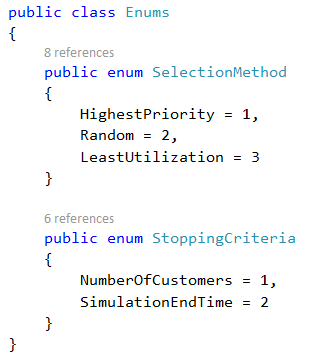 public class Enums
{
8 references
public enum SelectionMethod
{
HighestPriority = 1,
Random = 2,
LeastUtilization = 3
}
6 references
public enum StoppingCriteria
{
NumberOfCustomers = 1,
SimulationEndTime = 2
}
}